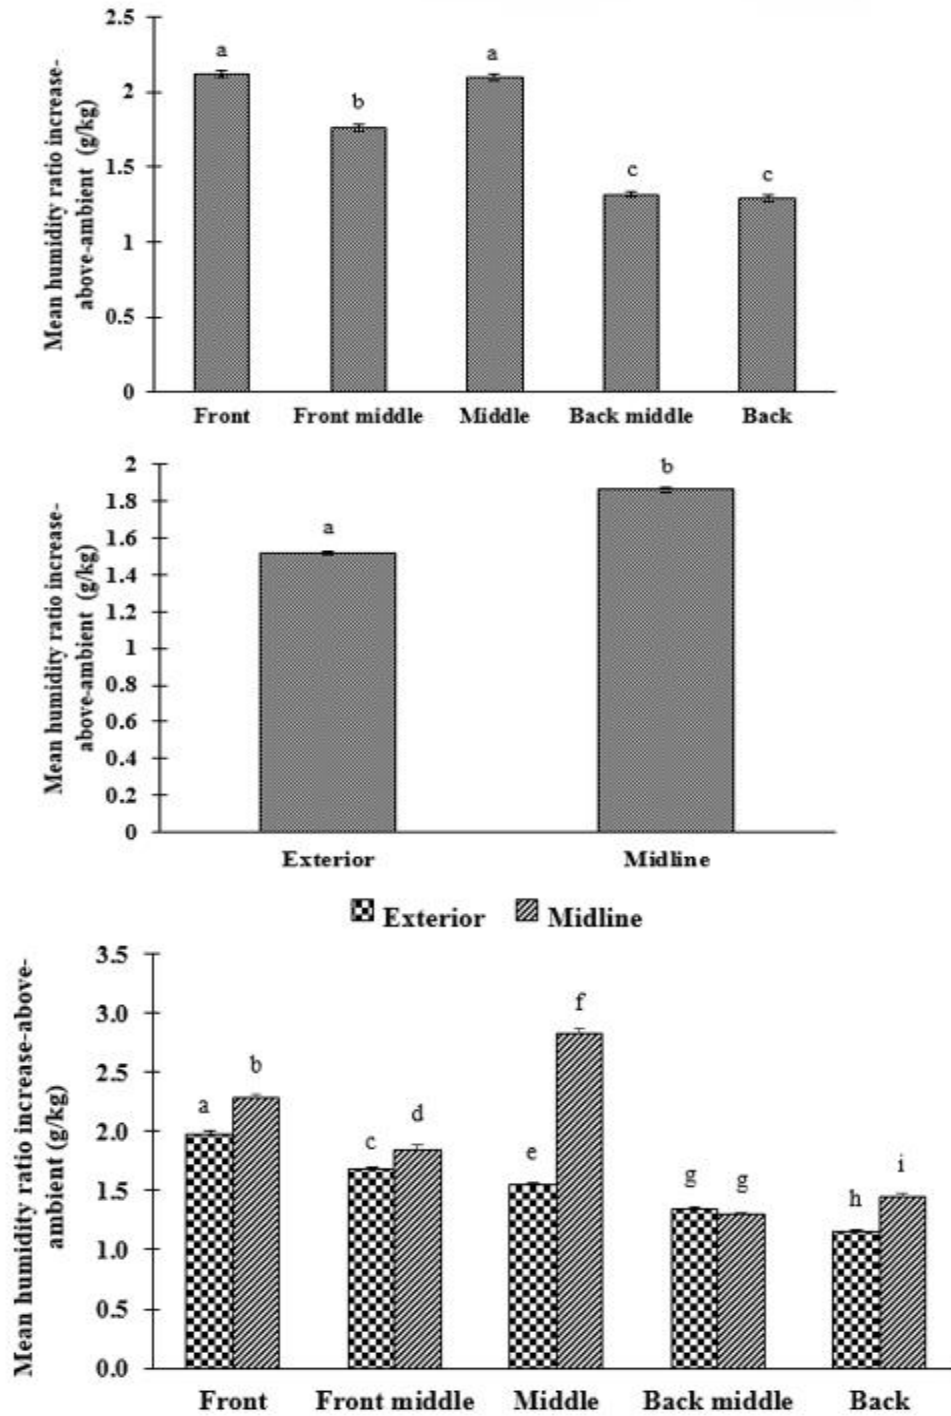 Mean humidity ratio increase-
above-ambient (g/kg)
2.5
2
1.5
1
0.5
0
a
b
a
c
c
Front
Front middle
Middle
Back middle
Back
Mean humidity ratio increase-
above-ambient (g/kg)
2
1.8
1.6
1.4
1.2
1
0.8
0.6
0.4
0.2
0
a
b
Exterior
Midline
Exterior
Midline
Mean humidity ratio increase-above-
ambient (g/kg)
3.5
3.0
2.5
2.0
1.5
1.0
0.5
0.0
a
b
c
d
e
f
g
g
h
i
Front
Front middle
Middle
Back middle
Back